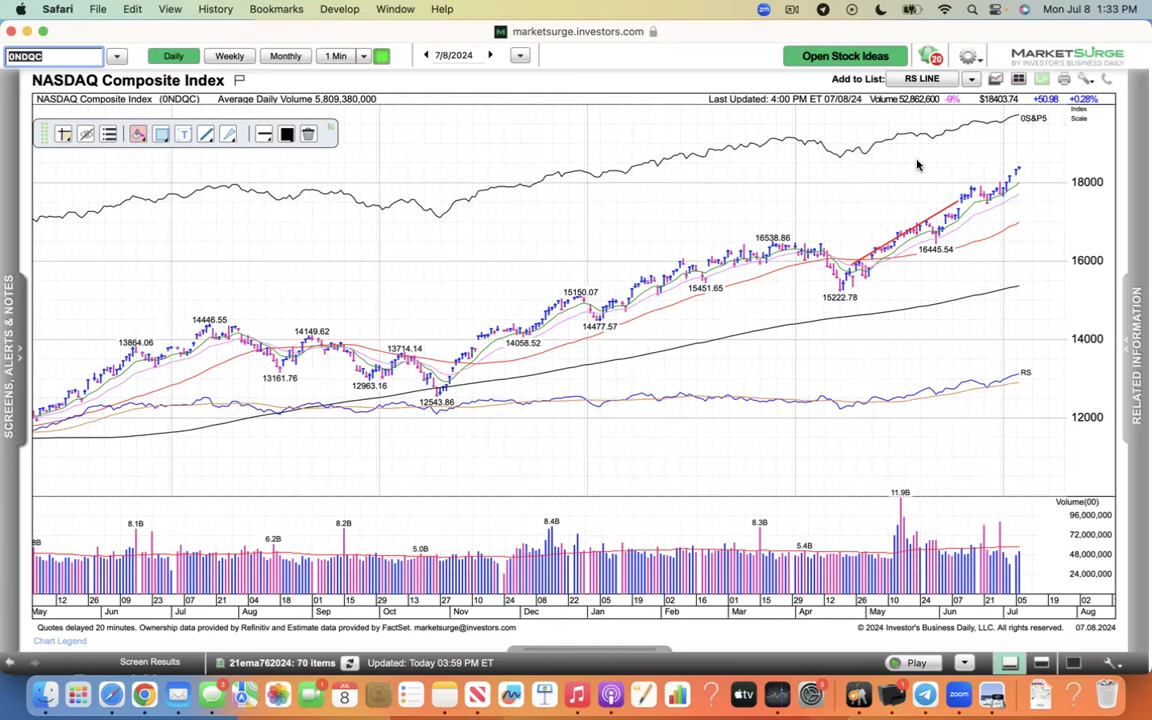 Safari File Edit View History Bookmarks Develop Window Help
Mon Jul 8 1:33 PM
marketsurge.investors.com
0NDQC Daily Weekly Monthly 1 Min 7/8/2024 Open Stock Ideas 20 MARKETSURGE
BY INVESTOR'S BUSINESS DAILY
NASDAQ Composite Index
Add to List: RS LINE
NASDAQ Composite Index (0NDQC) Average Daily Volume 5,809,380,000
Last Updated: 4:00 PM ET 07/08/24 Volume 52,862,600 -9% $18403.74 +50.98 +0.28%
Index
Scale
0S&P5
18000
16538.86
16445.54
16000
15451.65
15222.78
15150.07
14477.57
14446.55
14149.62
14058.52
14000
13864.06
13714.14
13161.76
12963.16
12543.86
RS
12000
SCREENS, ALERTS & NOTES
RELATED INFORMATION
11.9B
Volume(00)
96,000,000
8.1B 8.2B 8.4B 8.3B
72,000,000
8B 6.2B 5.0B 5.4B
48,000,000
24,000,000
12 26 09 23 07 21 04 18 01 15 29 13 27 10 24 08 22 05 19 02 16 01 15 29 12 26 10 24 07 21 05 19 02
May Jun Jul Aug Sep Oct Nov Dec Jan Feb Mar Apr May Jun Jul Aug
Quotes delayed 20 minutes. Ownership data provided by Refinitiv and Estimate data provided by FactSet. marketsurge@investors.com
© 2024 Investor's Business Daily, LLC. All rights reserved. 07.08.2024
Chart Legend
Screen Results 21ema762024: 70 items Updated: Today 03:59 PM ET Play
JUL
8
tv
zoom